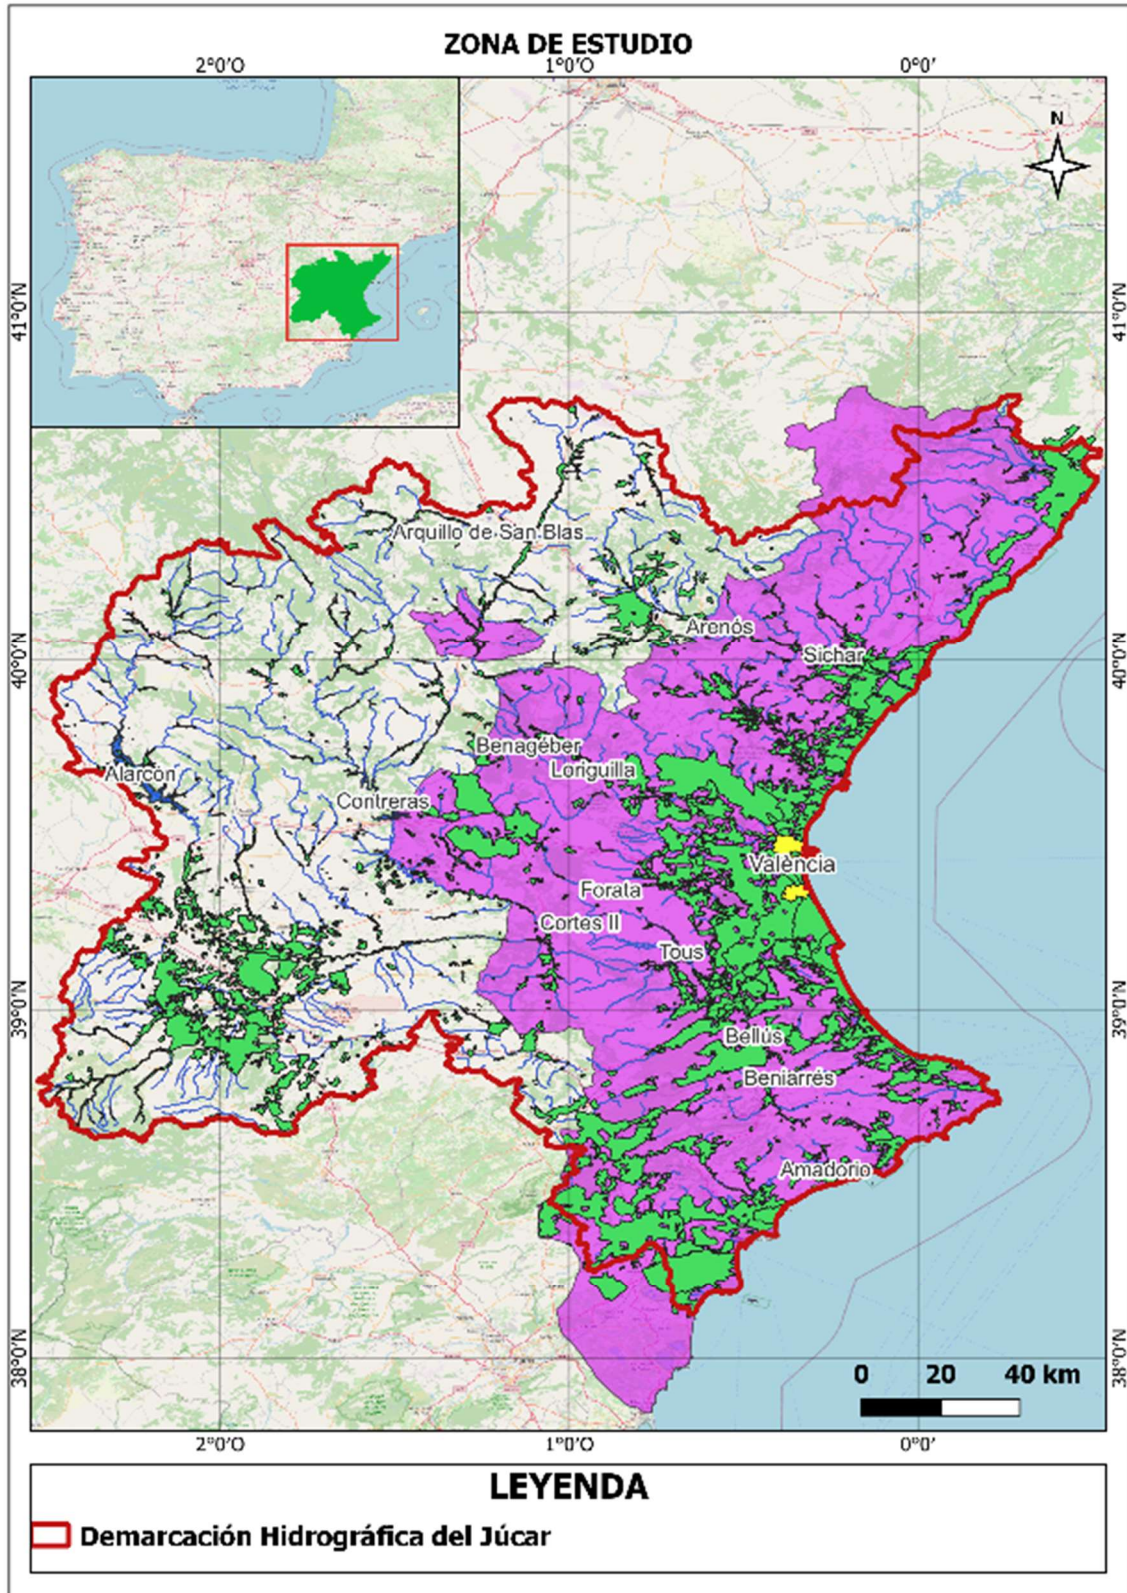 ZONA DE ESTUDIO
2°0'O 1°0'O 0°0'
N
41°0'N 41°0'N
Arquillo de San Blas
Arenós
Sichar
40°0'N 40°0'N
Benagéber
Loriguilla
Alarcón
Contreras
València
Forata
Cortes II
Tous
39°0'N 39°0'N
Bellús
Beniarrés
Amadorio
38°0'N 38°0'N
0 20 40 km
2°0'O 1°0'O 0°0'
LEYENDA
Demarcación Hidrográfica del Júcar